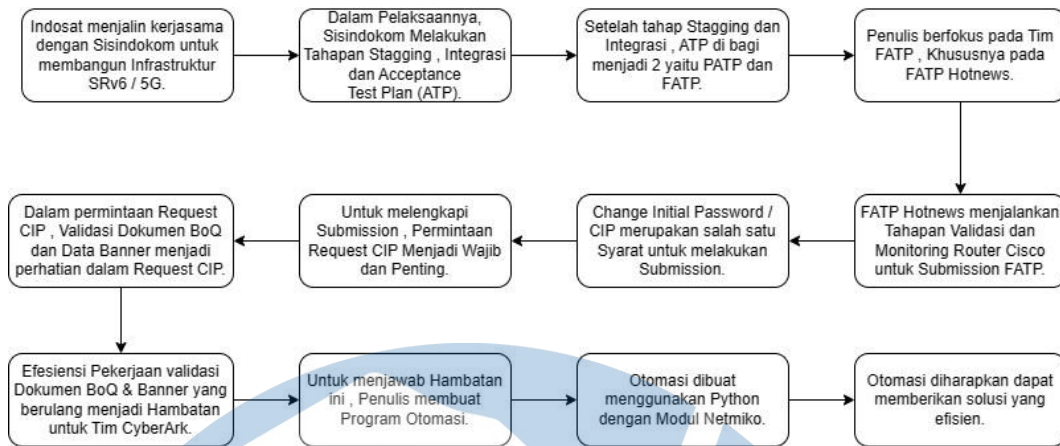 Indosat menjalin kerjasama
dengan Sisindokom untuk
membangun Infrastruktur
SRv6 / 5G.
Dalam Pelaksaannya,
Sisindokom Melakukan
Tahapan Stagging , Integrasi
dan Acceptance
Test Plan (ATP).
Setelah tahap Stagging dan
Integrasi , ATP di bagi
menjadi 2 yaitu PATP dan
FATP.
Penulis berfokus pada Tim
FATP , Khususnya pada
FATP Hotnews.
FATP Hotnews menjalankan
Tahapan Validasi dan
Monitoring Router Cisco
untuk Submission FATP.
Change Initial Password /
CIP merupakan salah satu
Syarat untuk melakukan
Submission.
Untuk melengkapi
Submission , Permintaan
Request CIP Menjadi Wajib
dan Penting.
Dalam permintaan Request
CIP , Validasi Dokumen BoQ
dan Data Banner menjadi
perhatian dalam Request CIP.
Efesiensi Pekerjaan validasi
Dokumen BoQ & Banner yang
berulang menjadi Hambatan
untuk Tim CyberArk.
Untuk menjawab Hambatan
ini , Penulis membuat
Program Otomasi.
Otomasi dibuat
menggunakan Python
dengan Modul Netmiko.
Otomasi diharapkan dapat
memberikan solusi yang
efisien.